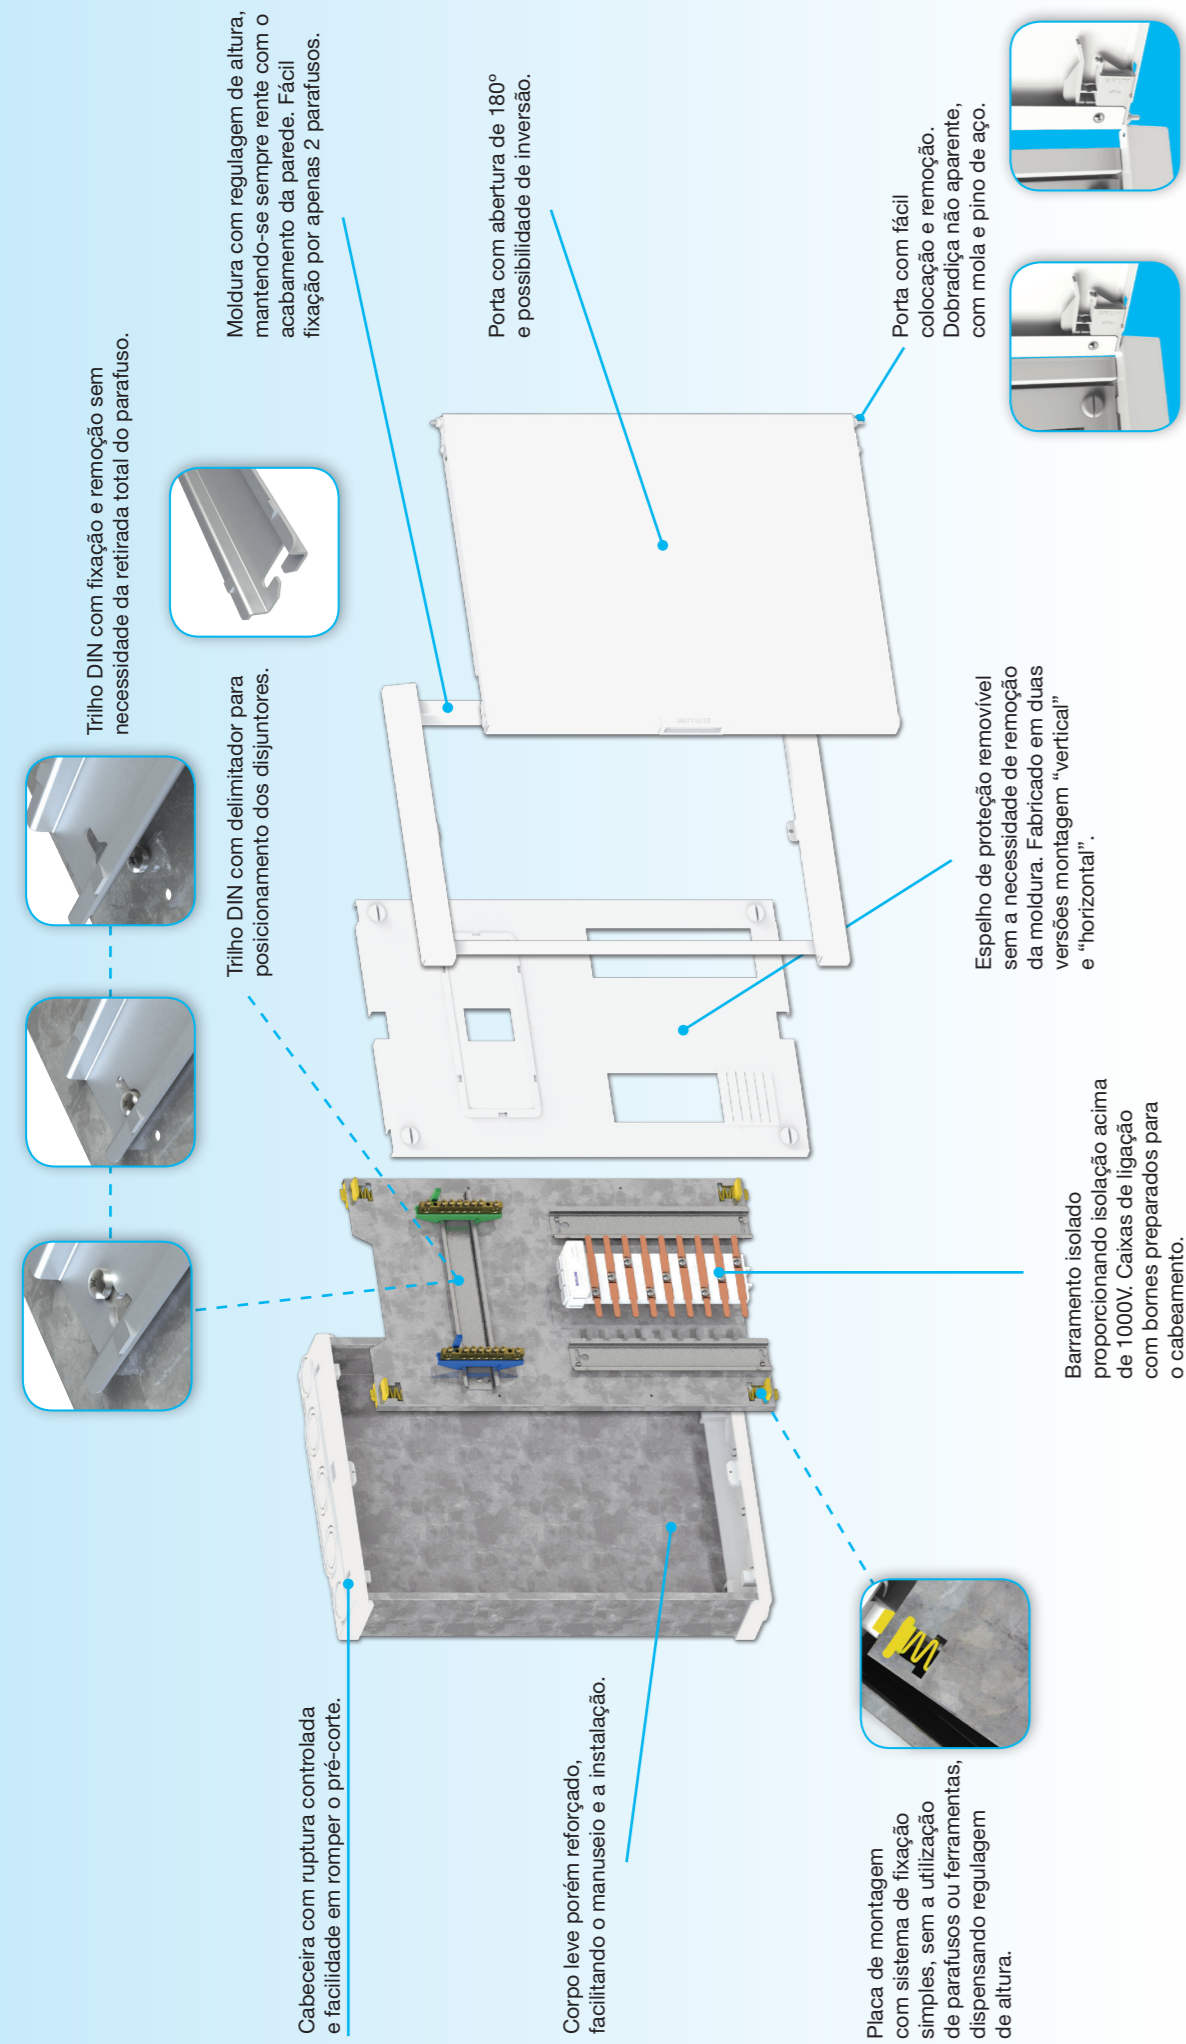 Cabeceira com ruptura controlada
e facilidade em romper o pré-corte.
Corpo leve porém reforçado,
facilitando o manuseio e a instalação.
Placa de montagem
com sistema de fixação
simples, sem a utilização
de parafusos ou ferramentas,
dispensando regulagem
de altura.
Trilho DIN com fixação e remoção sem
necessidade da retirada total do parafuso.
Trilho DIN com delimitador para
posicionamento dos disjuntores.
Barramento isolado
proporcionando isolação acima
de 1000V. Caixas de ligação
com bornes preparados para
o cabeamento.
Espelho de proteção removível
sem a necessidade de remoção
da moldura. Fabricado em duas
versões montagem “vertical”
e “horizontal”.
Moldura com regulagem de altura,
mantendo-se sempre rente com o
acabamento da parede. Fácil
fixação por apenas 2 parafusos.
Porta com abertura de 180º
e possibilidade de inversão.
Porta com fácil
colocação e remoção.
Dobradiça não aparente,
com mola e pino de aço.